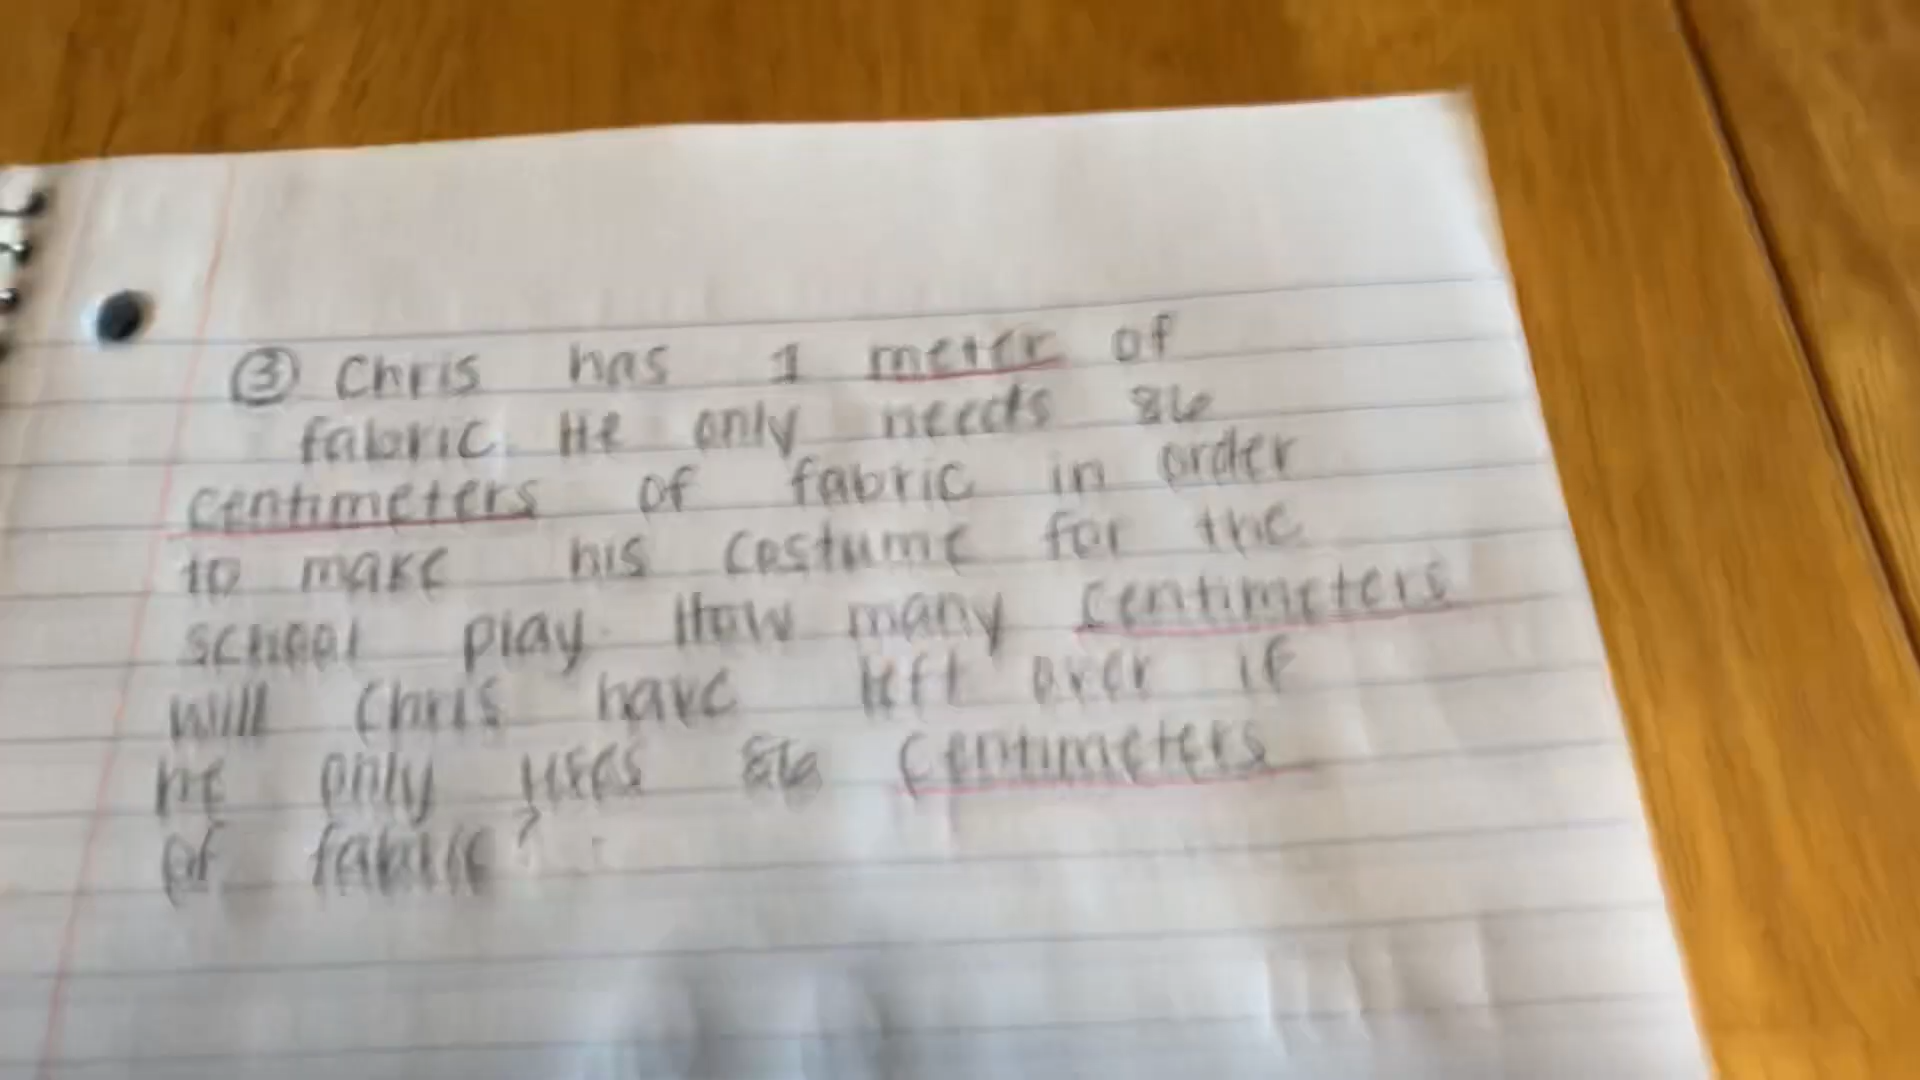 ③ Chris has 1 meter of
fabric. He only needs 86
centimeters of fabric in order
to make his costume for the
school play. How many centimeters
will Chris have left over if
he only uses 86 centimeters
of fabric?